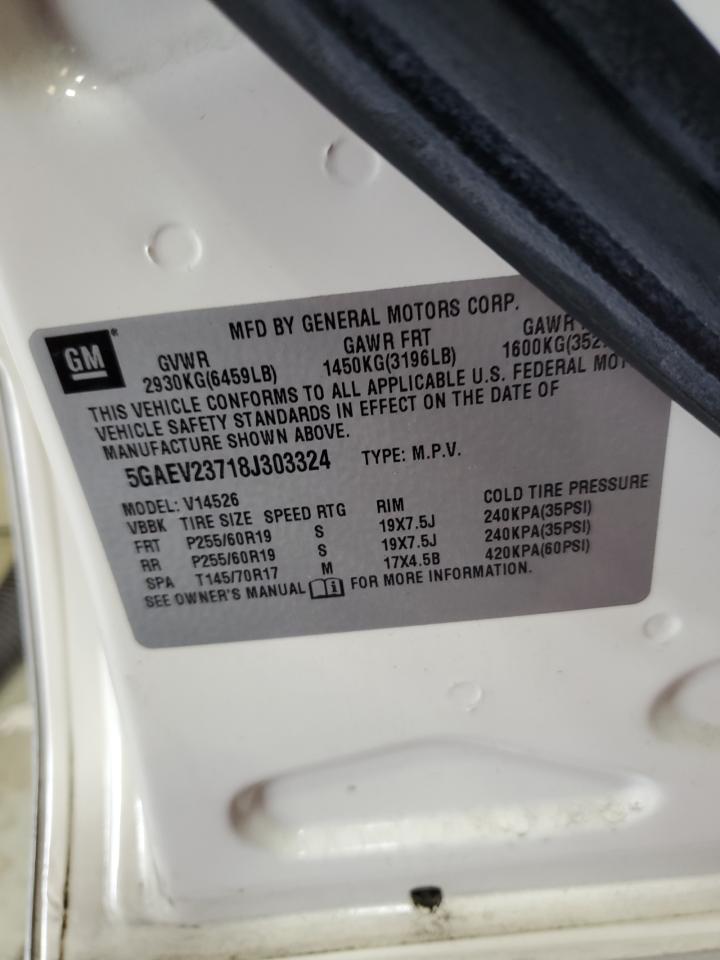 GM®
MFD BY GENERAL MOTORS CORP.
GVWR GAWR FRT GAWR
2930KG(6459LB) 1450KG(3196LB) 1600KG(352
THIS VEHICLE CONFORMS TO ALL APPLICABLE U.S. FEDERAL
VEHICLE SAFETY STANDARDS IN EFFECT ON THE DATE OF
MANUFACTURE SHOWN ABOVE.
5GAEV23718J303324 TYPE: M.P.V.
MODEL: V14526
VBBK TIRE SIZE SPEED RTG RIM COLD TIRE PRESSURE
FRT P255/60R19 S 19X7.5J 240KPA(35PSI)
RR P255/60R19 S 19X7.5J 240KPA(35PSI)
SPA T145/70R17 M 17X4.5B 420KPA(60PSI)
SEE OWNER'S MANUAL FOR MORE INFORMATION.